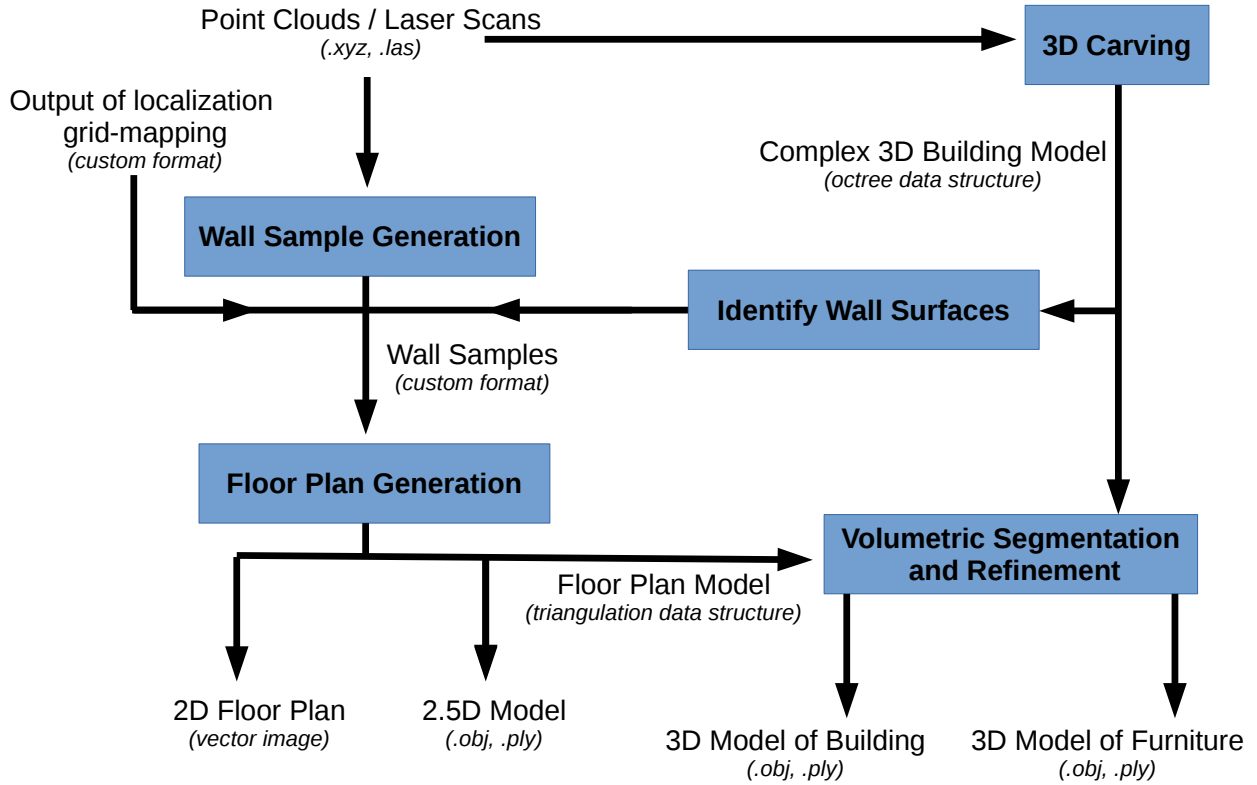 Point Clouds / Laser Scans
(.xyz, .las)
3D Carving
Output of localization
grid-mapping
(custom format)
Complex 3D Building Model
(octree data structure)
Wall Sample Generation
Identify Wall Surfaces
Wall Samples
(custom format)
Floor Plan Generation
Volumetric Segmentation
and Refinement
Floor Plan Model
(triangulation data structure)
2D Floor Plan
(vector image)
2.5D Model
(.obj, .ply)
3D Model of Building
(.obj, .ply)
3D Model of Furniture
(.obj, .ply)